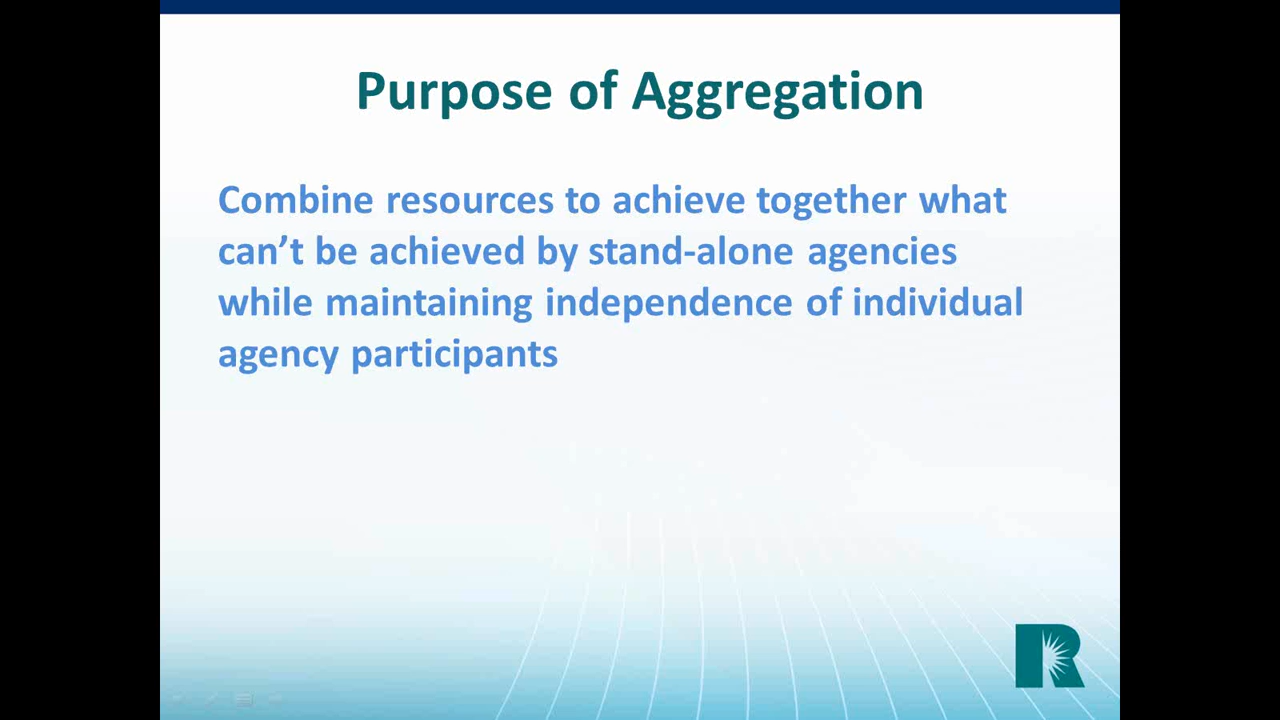 Purpose of Aggregation
Combine resources to achieve together what
can’t be achieved by stand-alone agencies
while maintaining independence of individual
agency participants
R